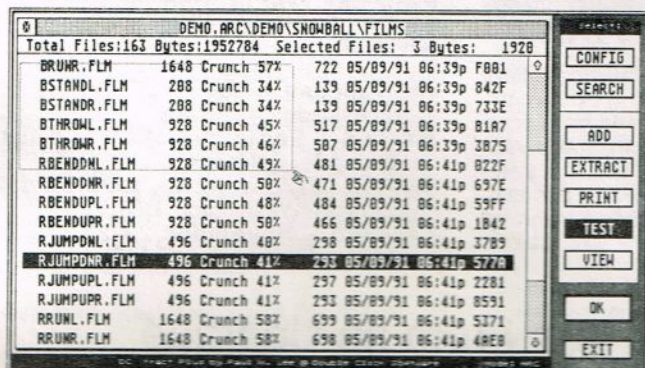 DEMO.ARC\DEMO\SNOWBALL\FILMS
Total Files:163 Bytes:1952784 Selected Files: 3 Bytes: 1920
BRUNR.FLM 1648 Crunch 57% 722 05/09/91 06:39p F001
BSTANDL.FLM 208 Crunch 34% 139 05/09/91 06:39p 842F
BSTANDR.FLM 208 Crunch 34% 139 05/09/91 06:39p 733E
BTHROWL.FLM 928 Crunch 45% 517 05/09/91 06:39p B1A7
BTHROWR.FLM 928 Crunch 46% 507 05/09/91 06:39p 3B75
RBENDDNL.FLM 928 Crunch 49% 481 05/09/91 06:41p 022F
RBENDDNR.FLM 928 Crunch 50% 471 05/09/91 06:41p 697E
RBENDUPL.FLM 928 Crunch 48% 484 05/09/91 06:41p 59FF
RBENDUPR.FLM 928 Crunch 50% 466 05/09/91 06:41p 1B42
RJUMPDNL.FLM 496 Crunch 40% 298 05/09/91 06:41p 37B9
RJUMPDNR.FLM 496 Crunch 41% 293 05/09/91 06:41p 577A
RJUMPUPL.FLM 496 Crunch 41% 297 05/09/91 06:41p 2281
RJUMPUPR.FLM 496 Crunch 41% 293 05/09/91 06:41p 8591
RRUNL.FLM 1648 Crunch 58% 699 05/09/91 06:41p 5371
RRUNR.FLM 1648 Crunch 58% 698 05/09/91 06:41p 4AE0
CONFIG
SEARCH
ADD
EXTRACT
PRINT
TEST
VIEW
OK
EXIT